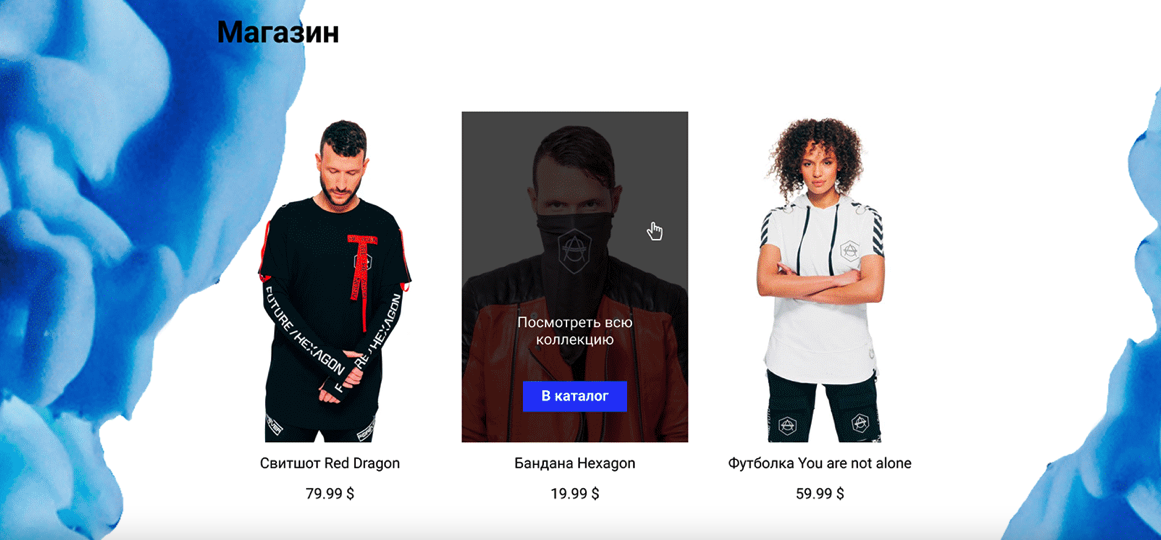 Магазин
FUTURE/HEXAGON
FUTURE/HEXAGON
Посмотреть всю
коллекцию
В каталог
Свитшот Red Dragon
Бандана Hexagon
Футболка You are not alone
79.99 $
19.99 $
59.99 $